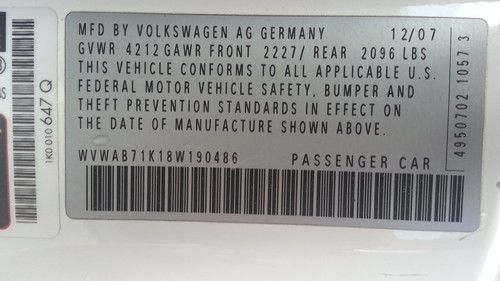 MFD BY VOLKSWAGEN AG GERMANY 12/07
GVWR 4212 GAWR FRONT 2227/ REAR 2096 LBS
THIS VEHICLE CONFORMS TO ALL APPLICABLE U.S.
FEDERAL MOTOR VEHICLE SAFETY, BUMPER AND
THEFT PREVENTION STANDARDS IN EFFECT ON
THE DATE OF MANUFACTURE SHOWN ABOVE.
WVWAB71K18W190486 PASSENGER CAR
4950702 1057 3
1K0 010 647 Q